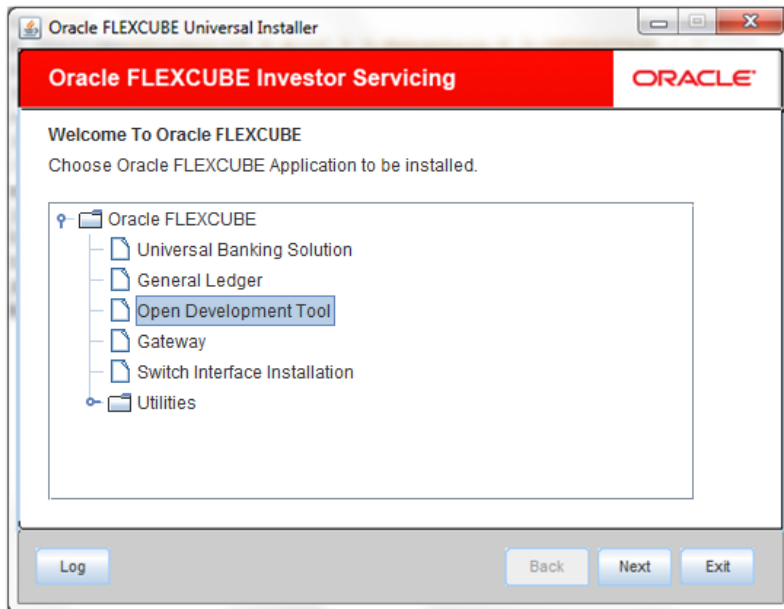 Oracle FLEXCUBE Universal Installer
Oracle FLEXCUBE Investor Servicing ORACLE®
Welcome To Oracle FLEXCUBE
Choose Oracle FLEXCUBE Application to be installed.
Oracle FLEXCUBE
Universal Banking Solution
General Ledger
Open Development Tool
Gateway
Switch Interface Installation
Utilities
Log Back Next Exit